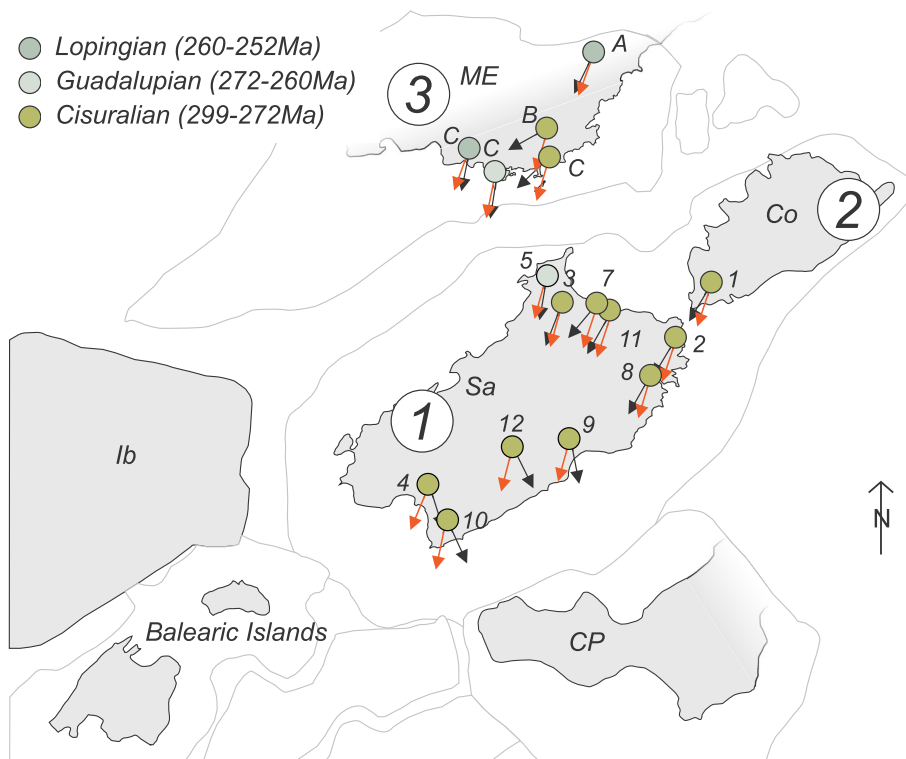 Lopingian (260-252Ma)
Guadalupian (272-260Ma)
Cisuralian (299-272Ma)
A
ME
3
B
C
C
C
Co
2
5
3
7
1
11
2
8
Sa
1
12
9
Ib
4
10
N
Balearic Islands
CP